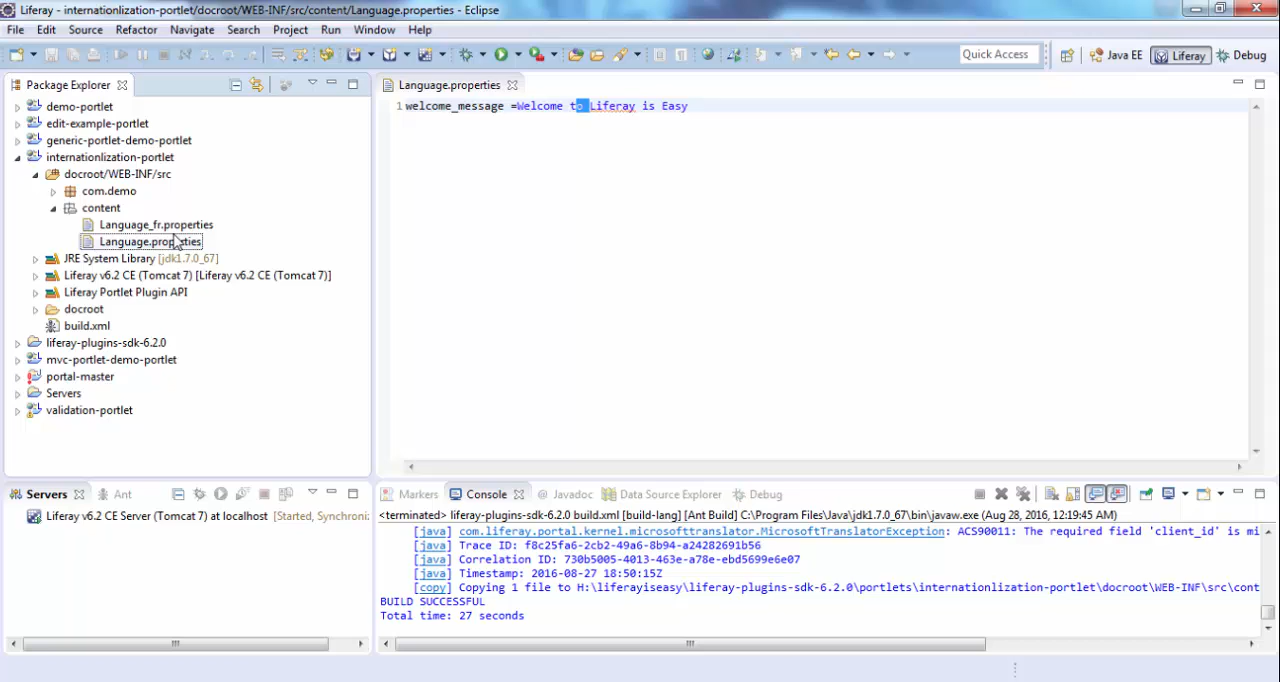 Liferay - internationlization-portlet/docroot/WEB-INF/src/content/Language.properties - Eclipse
File Edit Source Refactor Navigate Search Project Run Window Help
Quick Access Java EE Liferay Debug
Package Explorer
Language.properties
demo-portlet
edit-example-portlet
generic-portlet-demo-portlet
internationlization-portlet
docroot/WEB-INF/src
com.demo
content
Language_fr.properties
Language.properties
JRE System Library [jdk1.7.0_67]
Liferay v6.2 CE (Tomcat 7) [Liferay v6.2 CE (Tomcat 7)]
Liferay Portlet Plugin API
docroot
build.xml
liferay-plugins-sdk-6.2.0
mvc-portlet-demo-portlet
portal-master
Servers
validation-portlet
1 welcome_message =Welcome to Liferay is Easy
Servers Ant
Liferay v6.2 CE Server (Tomcat 7) at localhost [Started, Synchroni
Markers Console Javadoc Data Source Explorer Debug
<terminated> liferay-plugins-sdk-6.2.0 build.xml [build-lang] [Ant Build] C:\Program Files\Java\jdk1.7.0_67\bin\javaw.exe (Aug 28, 2016, 12:19:45 AM)
[java] com.liferay.portal.kernel.microsofttranslator.MicrosoftTranslatorException: ACS90011: The required field 'client_id' is mi
[java] Trace ID: f8c25fa6-2cb2-49a6-8b94-a24282691b56
[java] Correlation ID: 730b5005-4013-463e-a78e-ebd5699e6e07
[java] Timestamp: 2016-08-27 18:50:15Z
[copy] Copying 1 file to H:\liferayiseasy\liferay-plugins-sdk-6.2.0\portlets\internationlization-portlet\docroot\WEB-INF\src\cont
BUILD SUCCESSFUL
Total time: 27 seconds